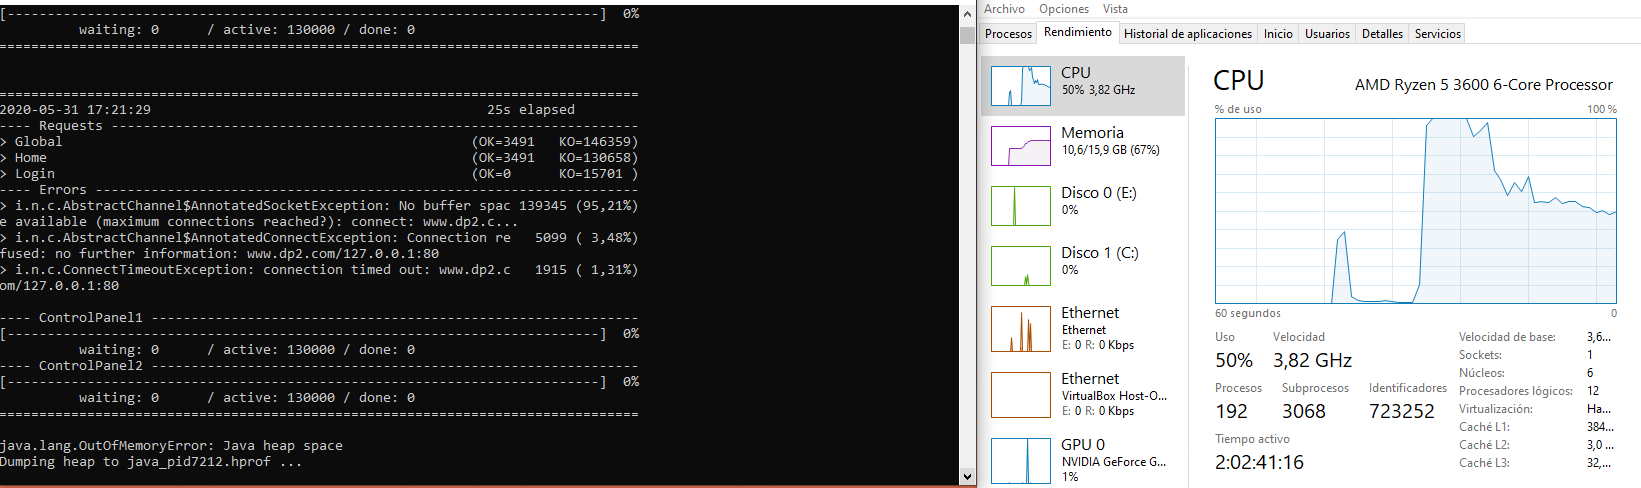 [--------------------------------------------------------------------------]  0%
          waiting: 0      / active: 130000 / done: 0
================================================================================
================================================================================
2020-05-31 17:21:29                                          25s elapsed
---- Requests ------------------------------------------------------------------
> Global                                                   (OK=3491   KO=146359)
> Home                                                     (OK=3491   KO=130658)
> Login                                                    (OK=0      KO=15701 )
---- Errors --------------------------------------------------------------------
> i.n.c.AbstractChannel$AnnotatedSocketException: No buffer spac 139345 (95,21%)
e available (maximum connections reached?): connect: www.dp2.c...
> i.n.c.AbstractChannel$AnnotatedConnectException: Connection re   5099 ( 3,48%)
fused: no further information: www.dp2.com/127.0.0.1:80
> i.n.c.ConnectTimeoutException: connection timed out: www.dp2.c   1915 ( 1,31%)
om/127.0.0.1:80
---- ControlPanel1 -------------------------------------------------------------
[--------------------------------------------------------------------------]  0%
          waiting: 0      / active: 130000 / done: 0
---- ControlPanel2 -------------------------------------------------------------
[--------------------------------------------------------------------------]  0%
          waiting: 0      / active: 130000 / done: 0
================================================================================
java.lang.OutOfMemoryError: Java heap space
Dumping heap to java_pid7212.hprof ...
Archivo Opciones Vista
Procesos Rendimiento Historial de aplicaciones Inicio Usuarios Detalles Servicios
CPU
50% 3,82 GHz
Memoria
10,6/15,9 GB (67%)
Disco 0 (E:)
0%
Disco 1 (C:)
0%
Ethernet
Ethernet
E: 0 R: 0 Kbps
Ethernet
VirtualBox Host-O...
E: 0 R: 0 Kbps
GPU 0
NVIDIA GeForce G...
1%
CPU AMD Ryzen 5 3600 6-Core Processor
% de uso 100 %
60 segundos 0
Uso Velocidad
50% 3,82 GHz
Procesos Subprocesos Identificadores
192 3068 723252
Tiempo activo
2:02:41:16
Velocidad de base: 3,6...
Sockets: 1
Núcleos: 6
Procesadores lógicos: 12
Virtualización: Ha...
Caché L1: 384...
Caché L2: 3,0 ...
Caché L3: 32,...